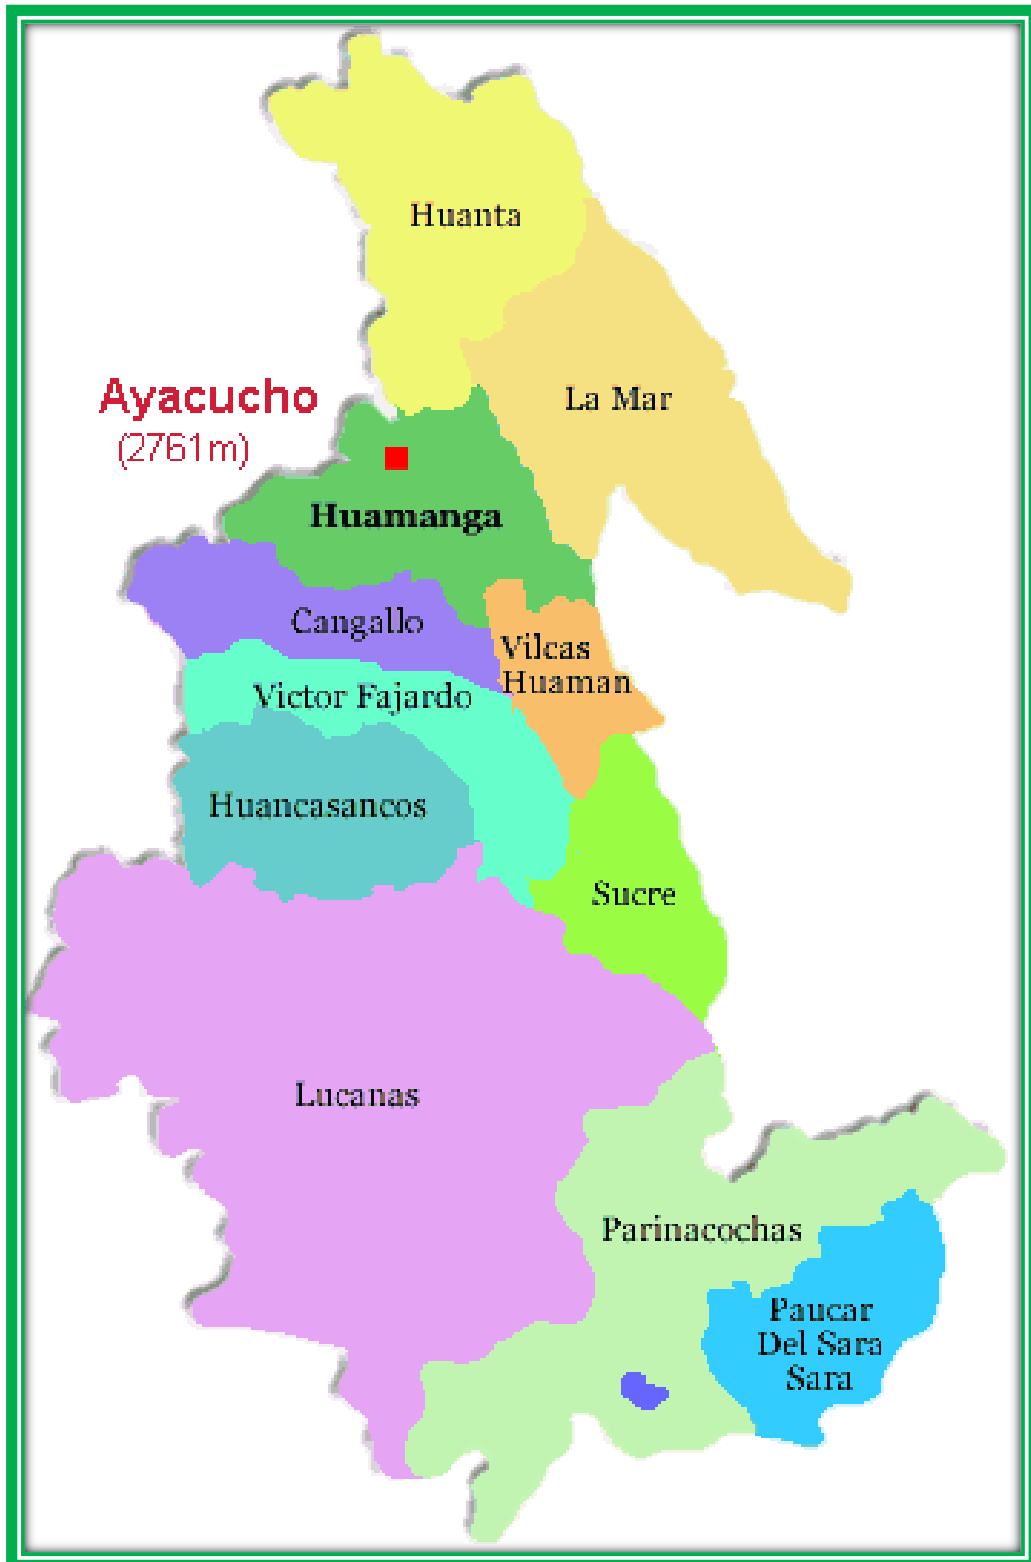 Huanta
La Mar
Ayacucho
(2761m)
Huamanga
Cangallo
Vilcas
Huaman
Victor Fajardo
Huancasancos
Sucre
Lucanas
Parinacochas
Paucar
Del Sara
Sara